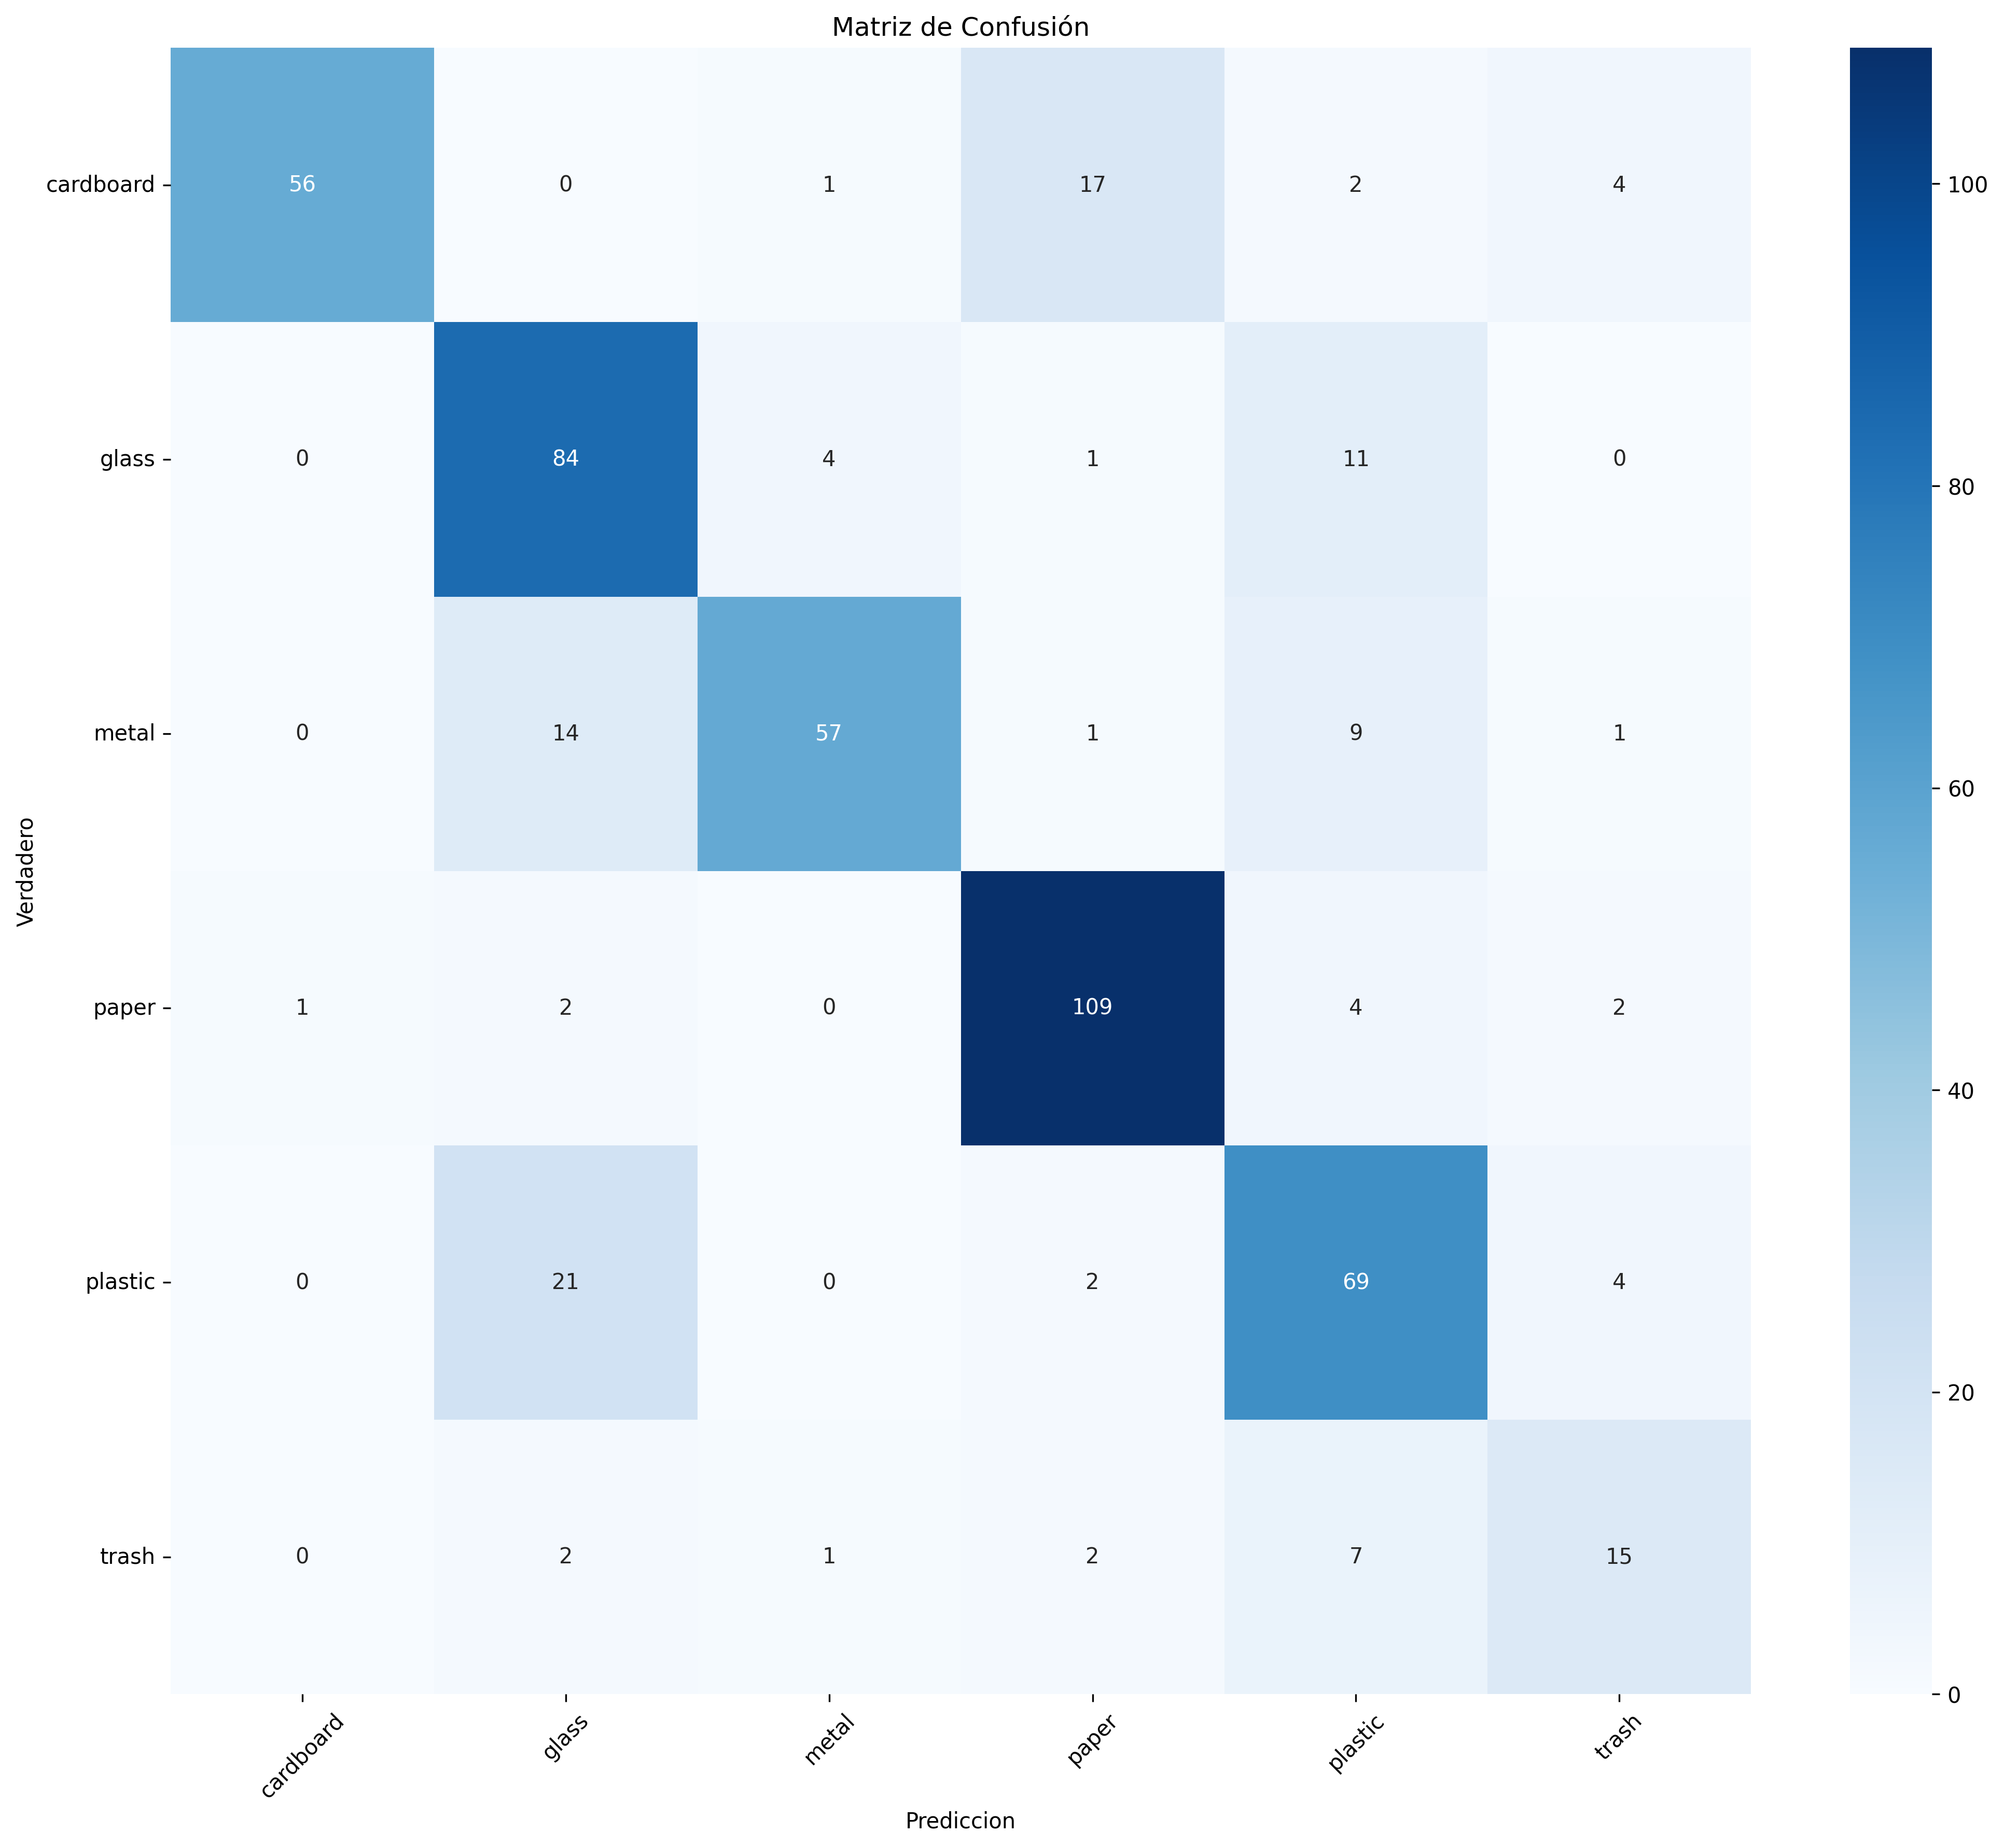 Matriz de Confusión
cardboard 56 0 1 17 2 4
glass 0 84 4 1 11 0
metal 0 14 57 1 9 1
paper 1 2 0 109 4 2
plastic 0 21 0 2 69 4
trash 0 2 1 2 7 15
cardboard glass metal paper plastic trash
Verdadero
Prediccion
100
80
60
40
20
0